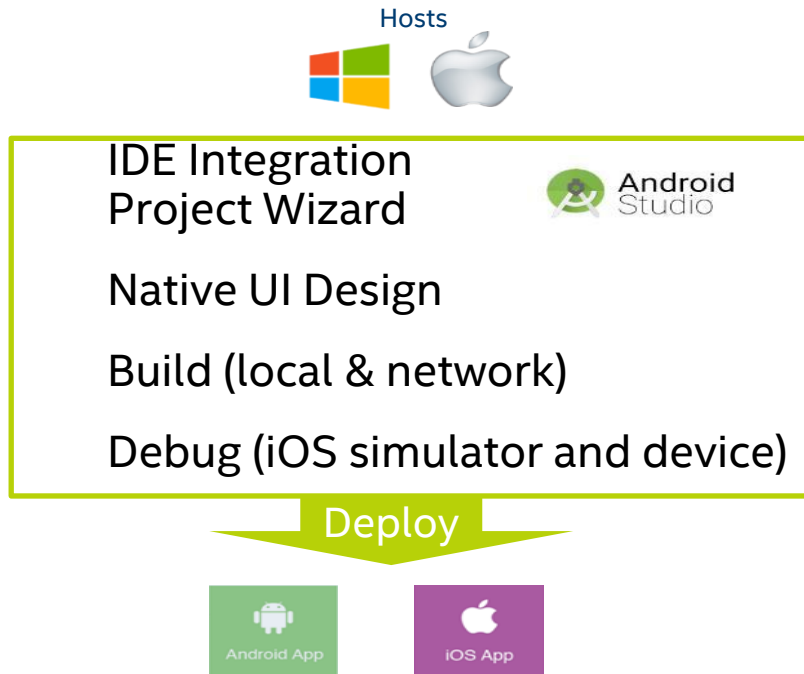 Hosts
IDE Integration
Project Wizard
Android
Studio
Native UI Design
Build (local & network)
Debug (iOS simulator and device)
Deploy
Android App
iOS App